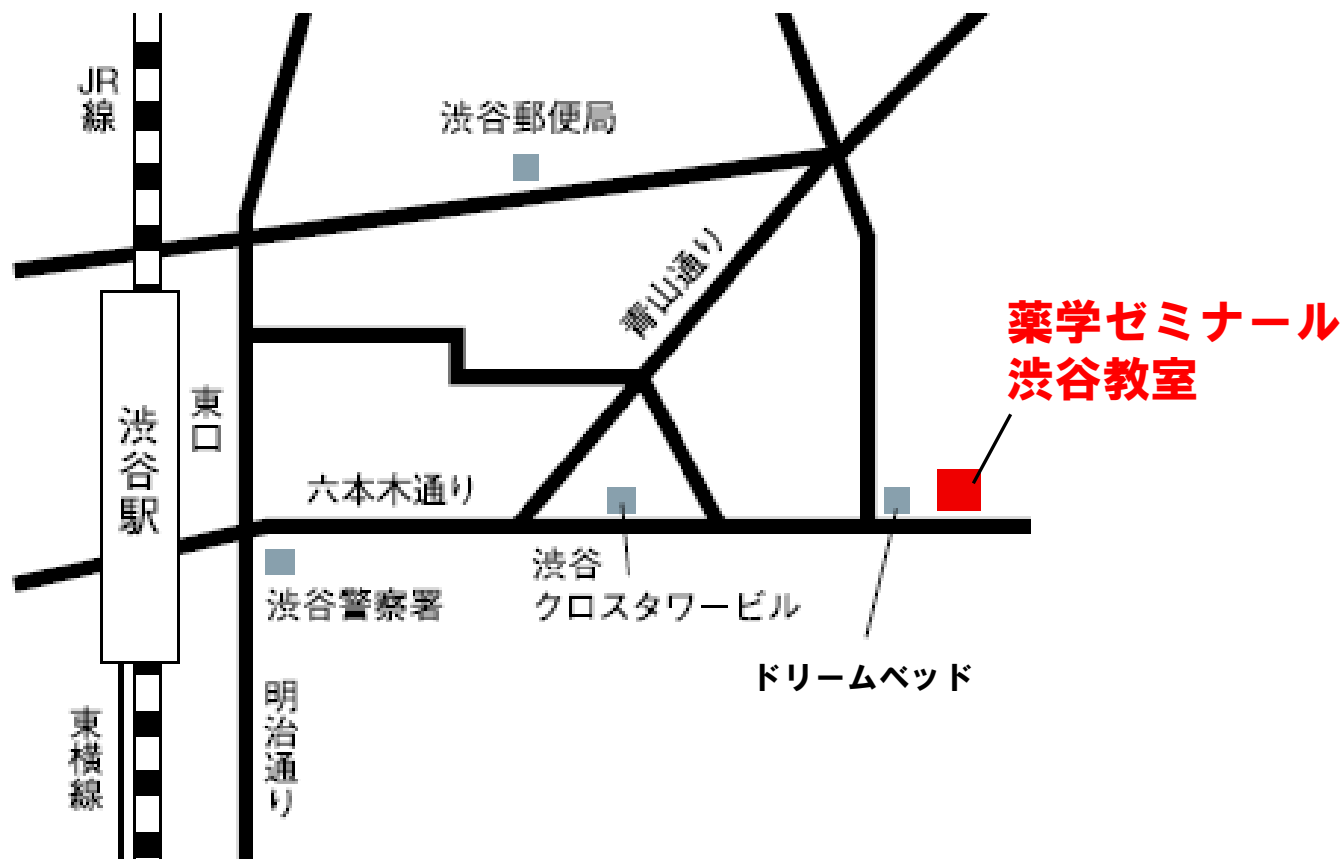 JR
線
渋谷郵便局
青山通り
薬学ゼミナール
渋谷教室
東口
渋谷駅
六本木通り
渋谷
クロスタワービル
渋谷警察署
ドリームベッド
明治通り
東横線